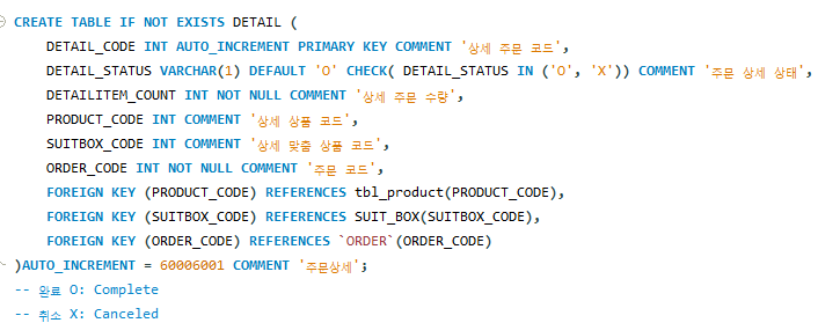 CREATE TABLE IF NOT EXISTS DETAIL (
DETAIL_CODE INT AUTO_INCREMENT PRIMARY KEY COMMENT '상세 주문 코드',
DETAIL_STATUS VARCHAR(1) DEFAULT 'O' CHECK( DETAIL_STATUS IN ('O', 'X')) COMMENT '주문 상세 상태',
DETAILITEM_COUNT INT NOT NULL COMMENT '상세 주문 수량',
PRODUCT_CODE INT COMMENT '상세 상품 코드',
SUITBOX_CODE INT COMMENT '상세 맞춤 상품 코드',
ORDER_CODE INT NOT NULL COMMENT '주문 코드',
FOREIGN KEY (PRODUCT_CODE) REFERENCES tbl_product(PRODUCT_CODE),
FOREIGN KEY (SUITBOX_CODE) REFERENCES SUIT_BOX(SUITBOX_CODE),
FOREIGN KEY (ORDER_CODE) REFERENCES `ORDER`(ORDER_CODE)
)AUTO_INCREMENT = 60006001 COMMENT '주문상세';
-- 완료 O: Complete
-- 취소 X: Canceled